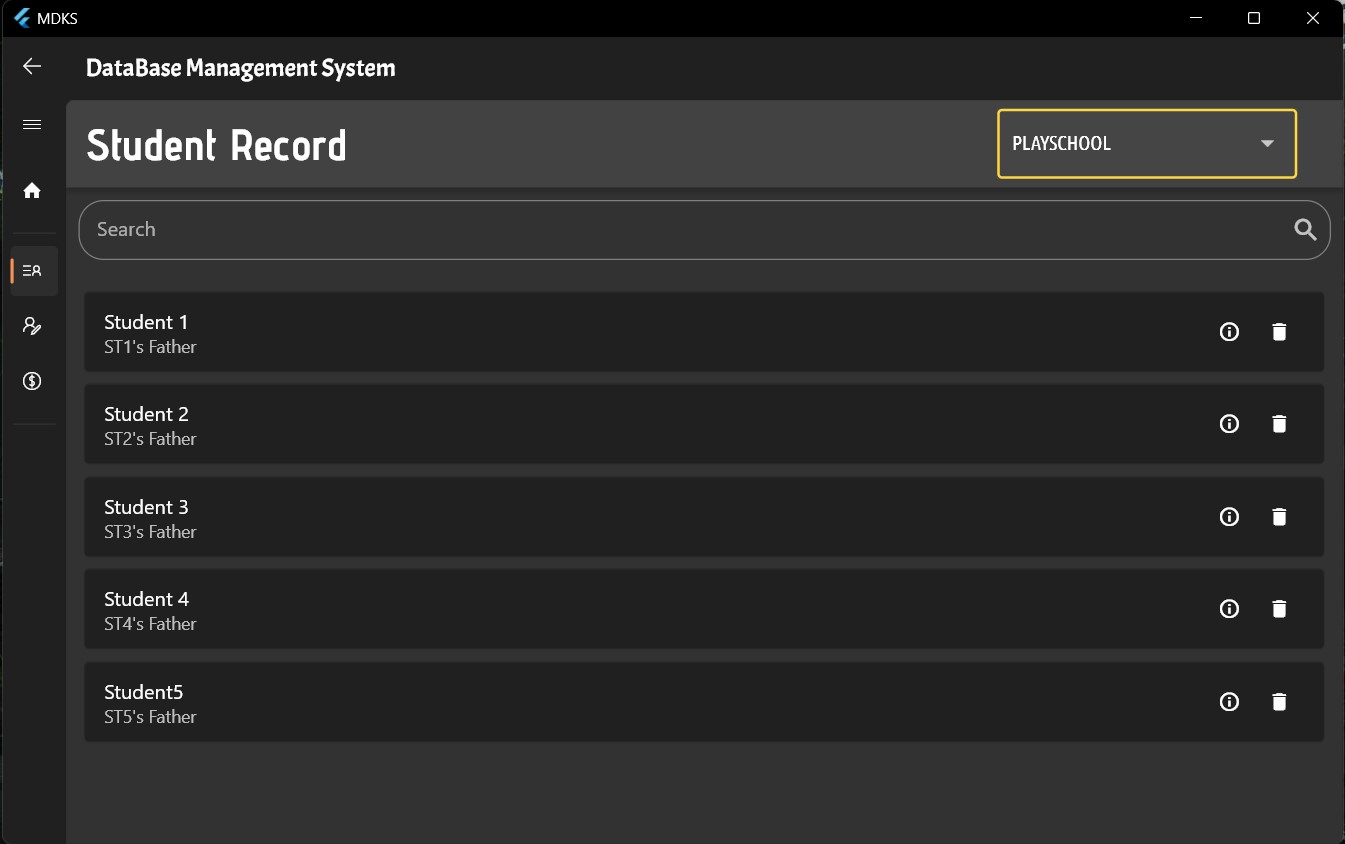 MDKS
DataBase Management System
Student Record
PLAYSCHOOL
Search
Student 1
ST1's Father
Student 2
ST2's Father
Student 3
ST3's Father
Student 4
ST4's Father
Student5
ST5's Father